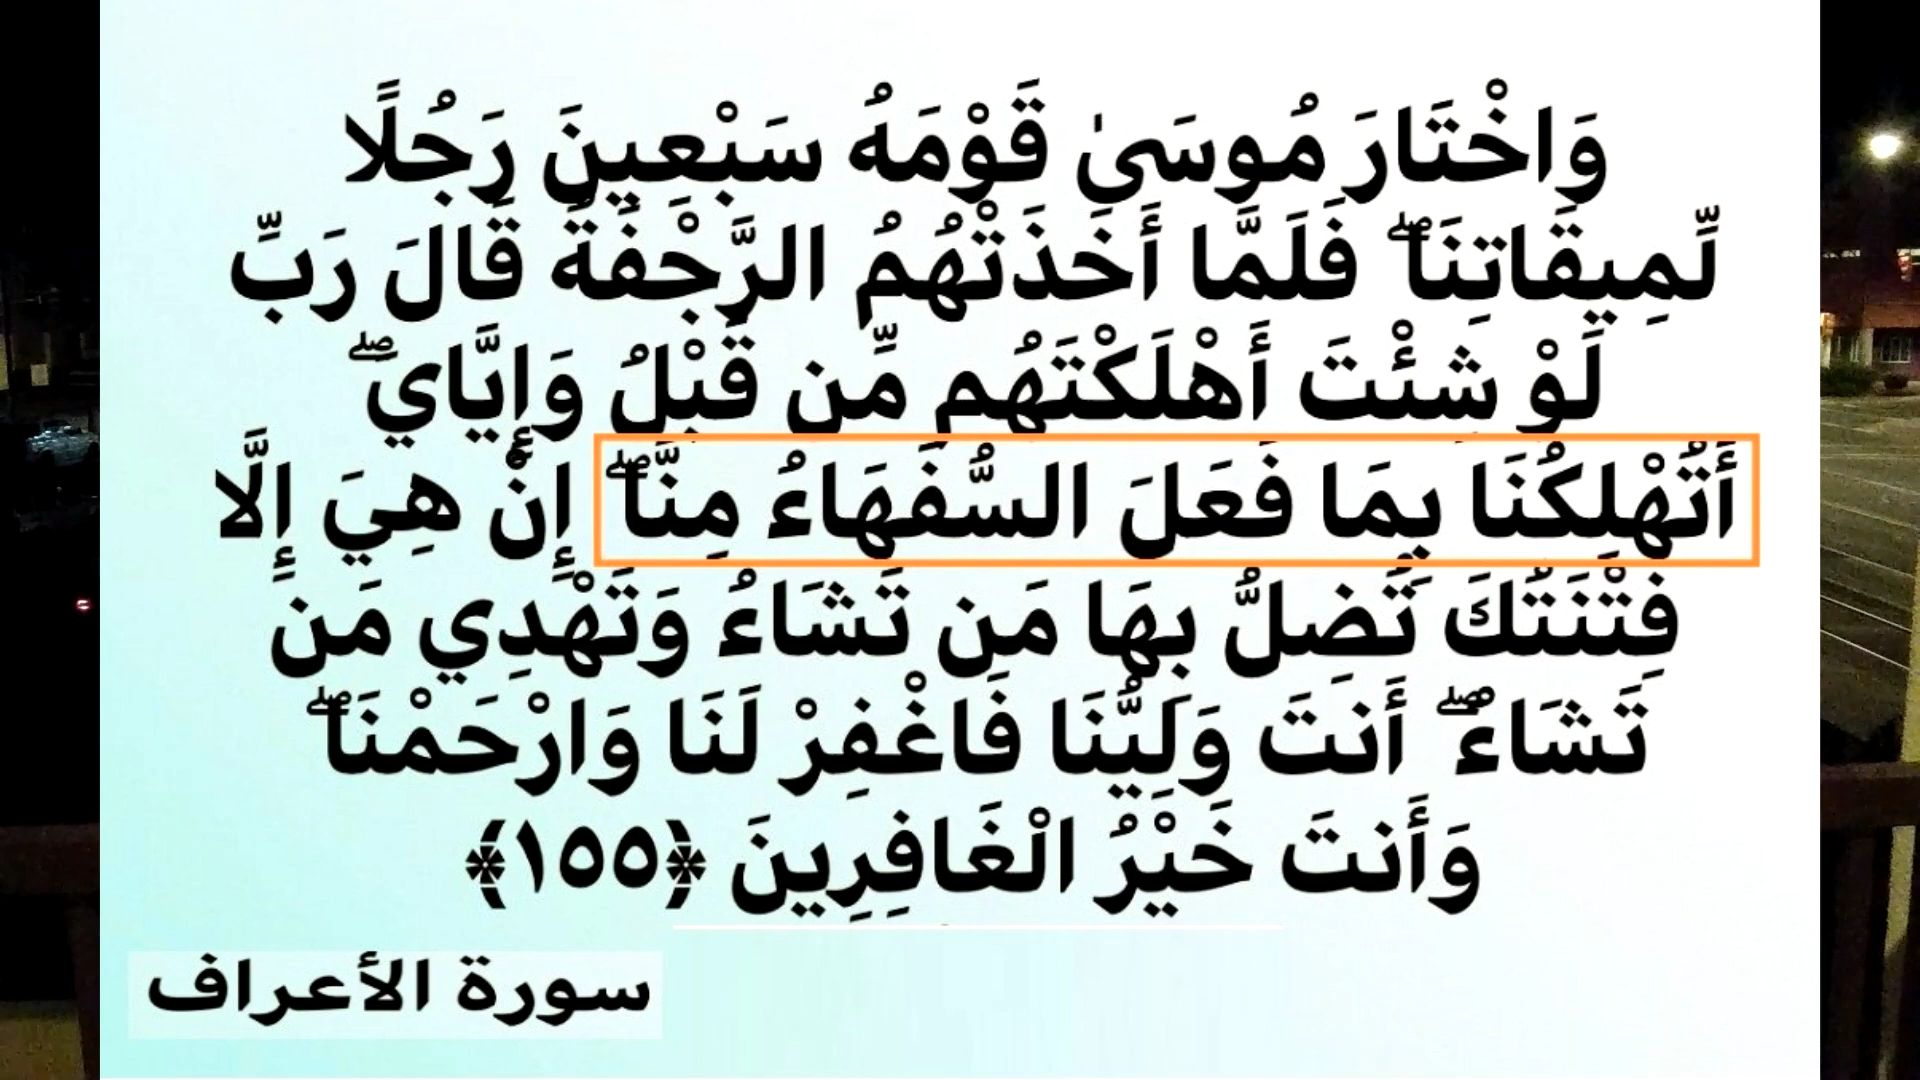 وَاخْتَارَ مُوسَىٰ قَوْمَهُ سَبْعِينَ رَجُلًا
لِّمِيقَاتِنَا ۖ فَلَمَّا أَخَذَتْهُمُ الرَّجْفَةُ قَالَ رَبِّ
لَوْ شِئْتَ أَهْلَكْتَهُم مِّن قَبْلُ وَإِيَّايَ ۖ
أَتُهْلِكُنَا بِمَا فَعَلَ السُّفَهَاءُ مِنَّا ۖ إِنْ هِيَ إِلَّا
فِتْنَتُكَ تُضِلُّ بِهَا مَن تَشَاءُ وَتَهْدِي مَن
تَشَاءُ ۖ أَنتَ وَلِيُّنَا فَاغْفِرْ لَنَا وَارْحَمْنَا ۖ
وَأَنتَ خَيْرُ الْغَافِرِينَ ﴿١٥٥﴾
سورة الأعراف